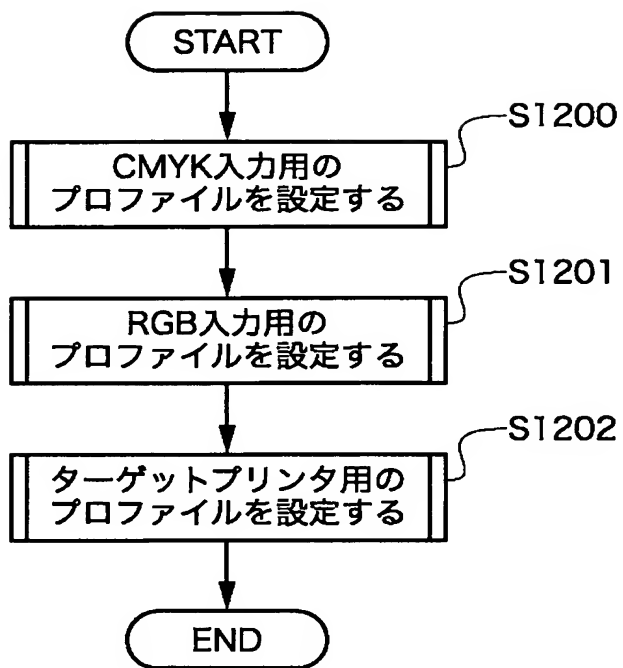 START
S1200
CMYK入力用の
プロファイルを設定する
S1201
RGB入力用の
プロファイルを設定する
S1202
ターゲットプリンタ用の
プロファイルを設定する
END